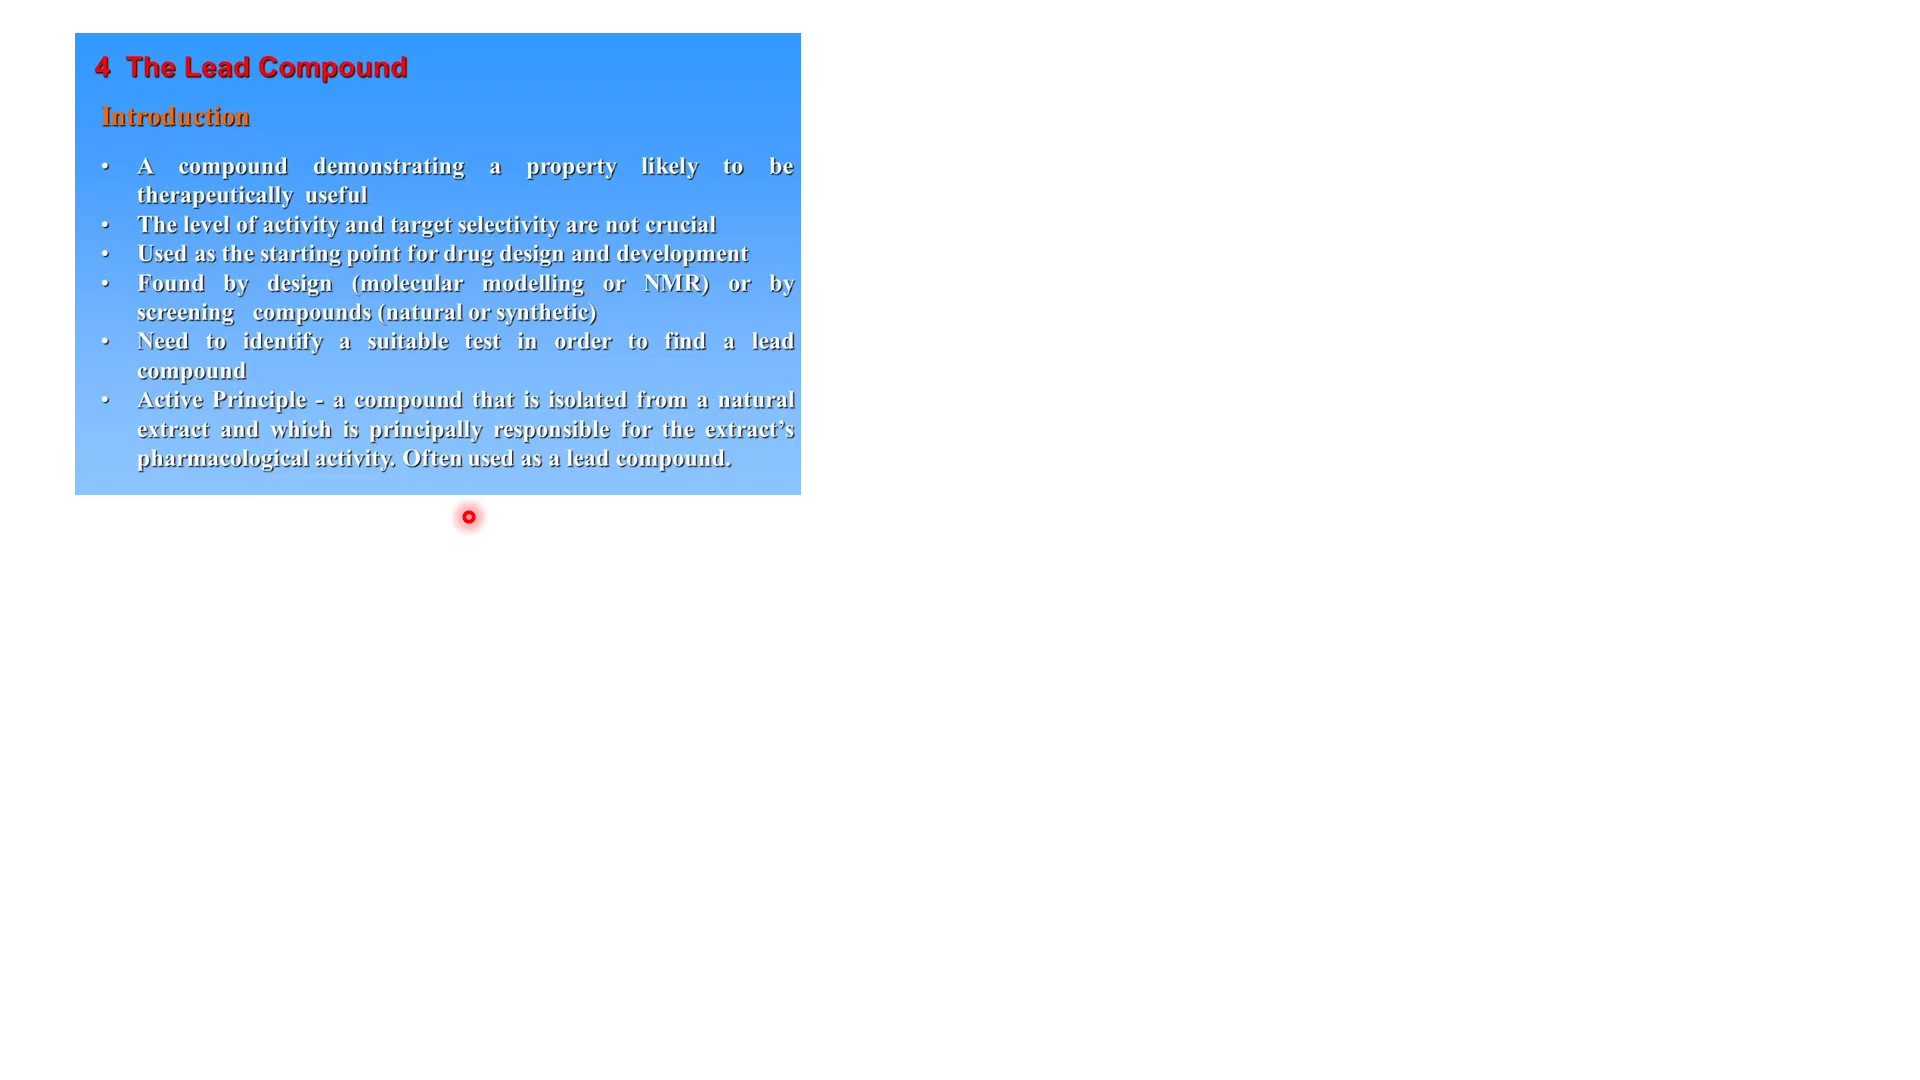 4 The Lead Compound
Introduction
• A compound demonstrating a property likely to be
therapeutically useful
• The level of activity and target selectivity are not crucial
• Used as the starting point for drug design and development
• Found by design (molecular modelling or NMR) or by
screening compounds (natural or synthetic)
• Need to identify a suitable test in order to find a lead
compound
• Active Principle - a compound that is isolated from a natural
extract and which is principally responsible for the extract’s
pharmacological activity. Often used as a lead compound.